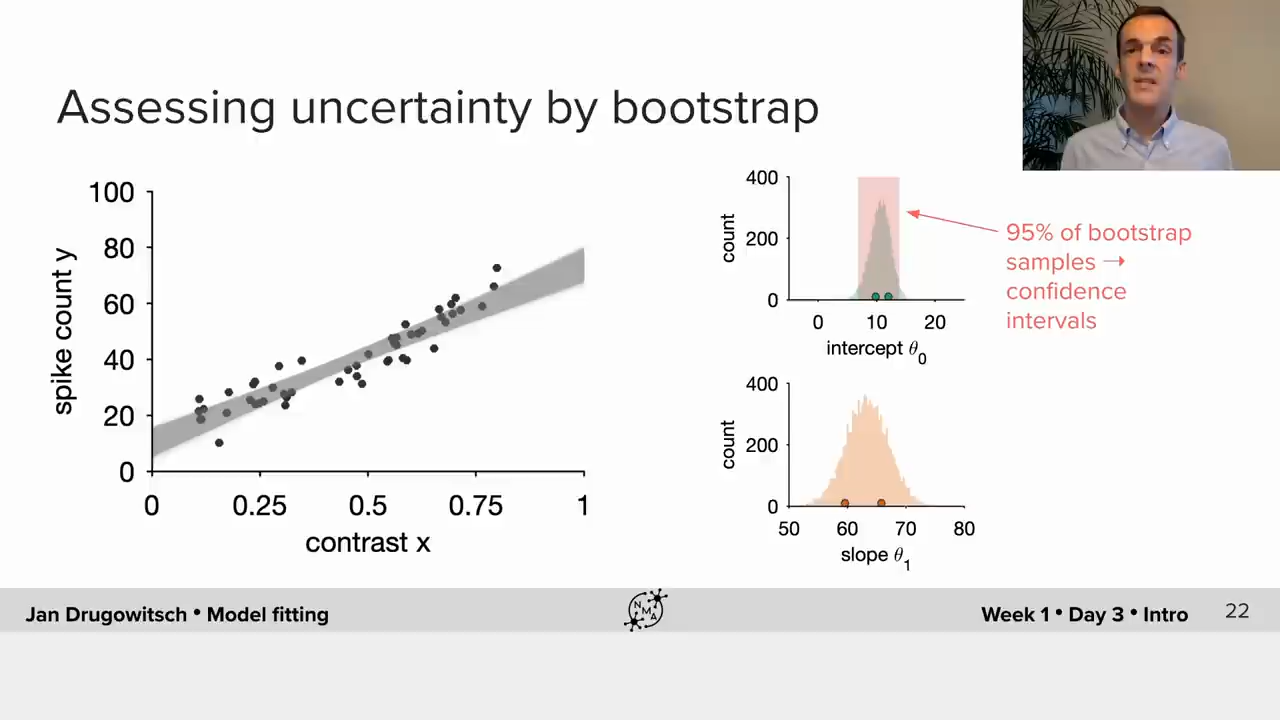 Assessing uncertainty by bootstrap
100
80
60
40
20
0
spike count y
0 0.25 0.5 0.75 1
contrast x
400
200
0
count
0 10 20
intercept θ0
95% of bootstrap
samples →
confidence
intervals
400
200
0
count
50 60 70 80
slope θ1
Jan Drugowitsch • Model fitting
N M A
Week 1 • Day 3 • Intro 22